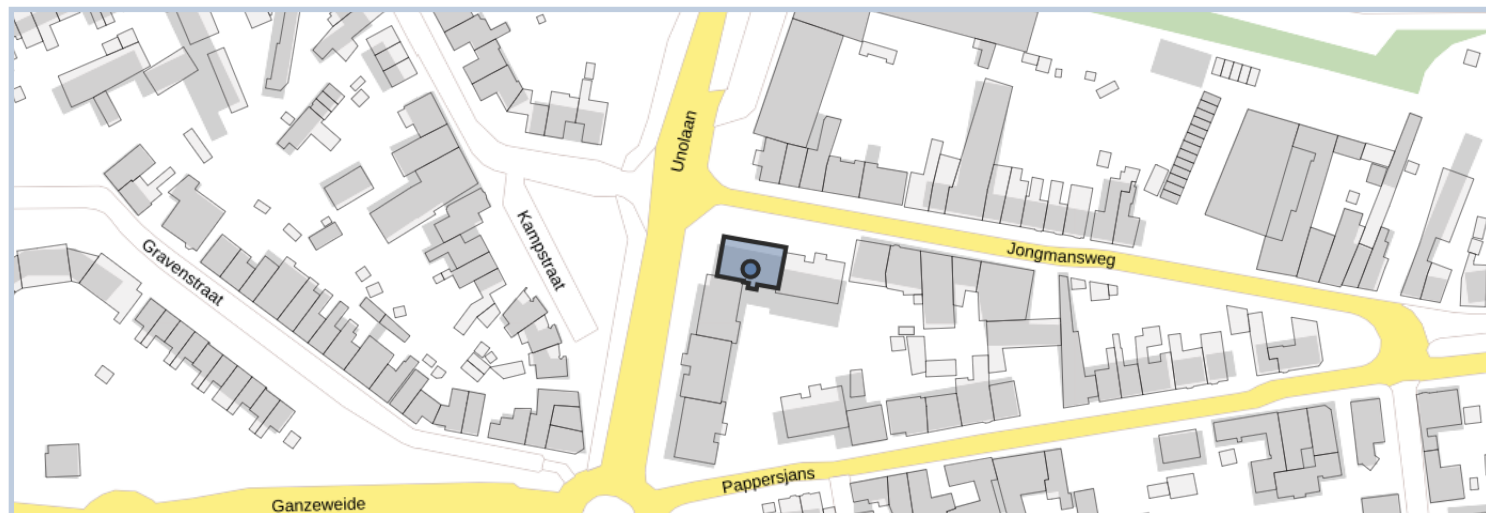 Unolaan
Kampstraat
Gravenstraat
Jongmansweg
Pappersjans
Ganzeweide